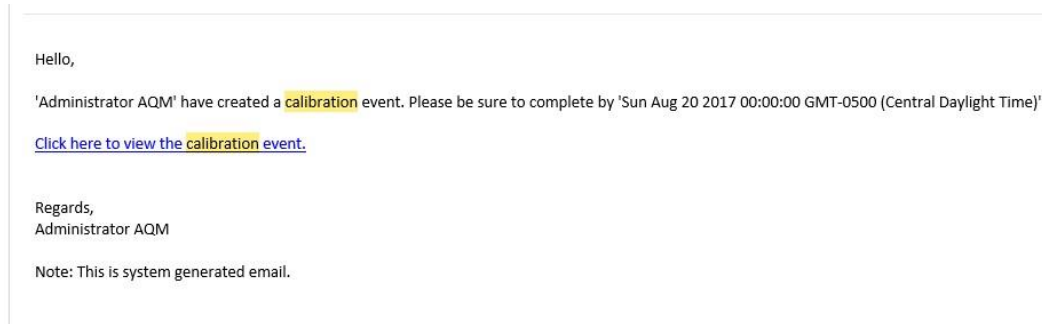 Hello,
'Administrator AQM' have created a calibration event. Please be sure to complete by 'Sun Aug 20 2017 00:00:00 GMT-0500 (Central Daylight Time)'
Click here to view the calibration event.
Regards,
Administrator AQM
Note: This is system generated email.